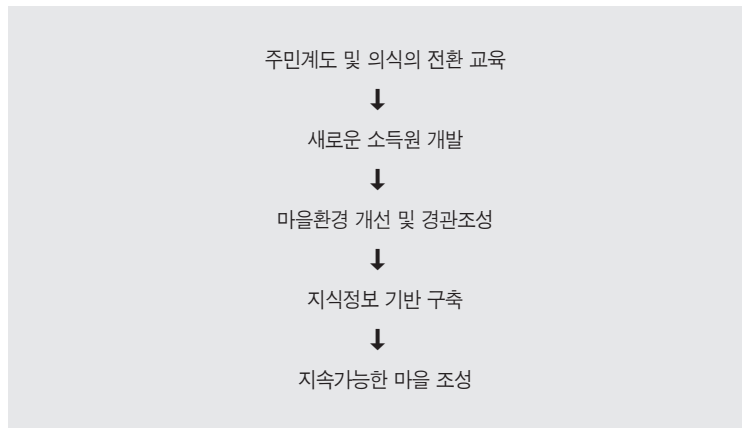 주민계도 및 의식의 전환 교육
새로운 소득원 개발
마을환경 개선 및 경관조성
지식정보 기반 구축
지속가능한 마을 조성